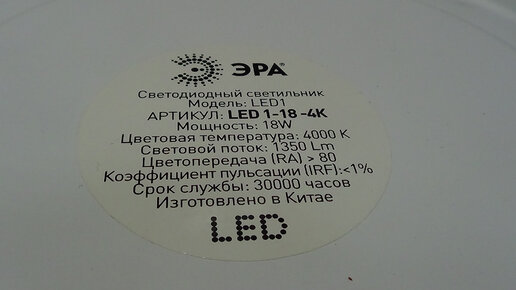 ЭРА®
Светодиодный светильник
Модель: LED1
АРТИКУЛ: LED 1-18 -4K
Мощность: 18W
Цветовая температура: 4000 К
Световой поток: 1350 Lm
Цветопередача (RA) > 80
Коэффициент пульсации (IRF):<1%
Срок службы: 30000 часов
Изготовлено в Китае
LED